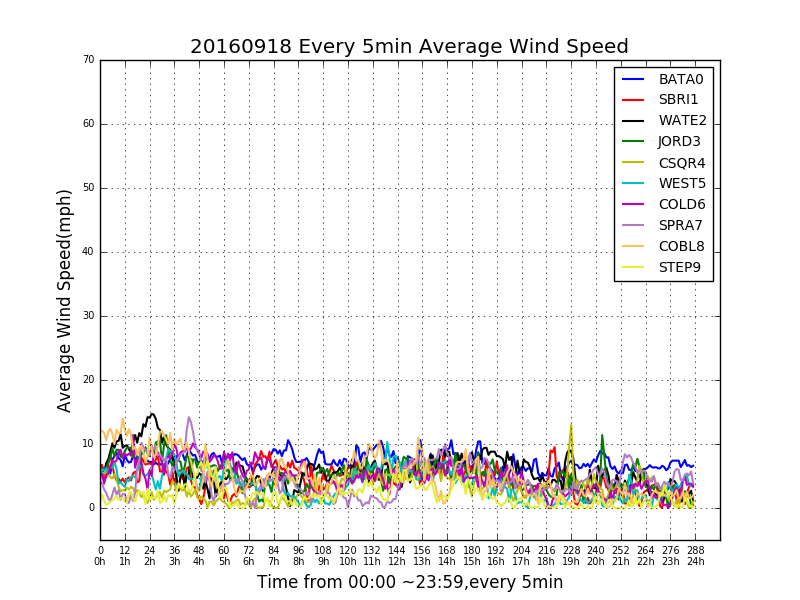 20160918 Every 5min Average Wind Speed
70
60
50
40
30
20
10
0
Average Wind Speed(mph)
BATA0
SBRI1
WATE2
JORD3
CSQR4
WEST5
COLD6
SPRA7
COBL8
STEP9
0 12 24 36 48 60 72 84 96 108 120 132 144 156 168 180 192 204 216 228 240 252 264 276 288
0h 1h 2h 3h 4h 5h 6h 7h 8h 9h 10h 11h 12h 13h 14h 15h 16h 17h 18h 19h 20h 21h 22h 23h 24h
Time from 00:00 ~23:59,every 5min